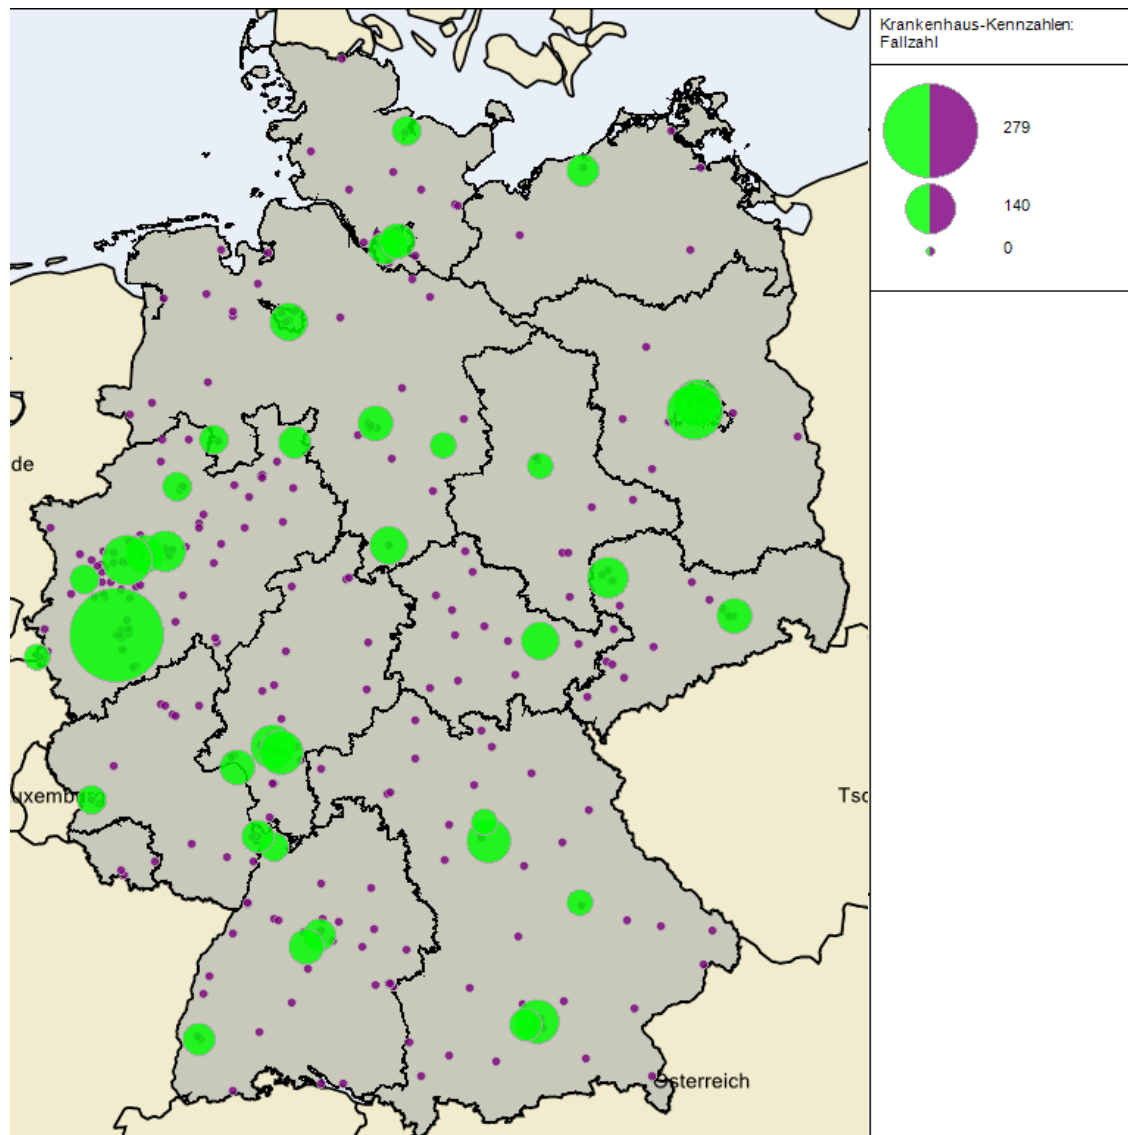 Krankenhaus-Kennzahlen:
Fallzahl
279
140
0
de
uxemburg
Tsc
Österreich